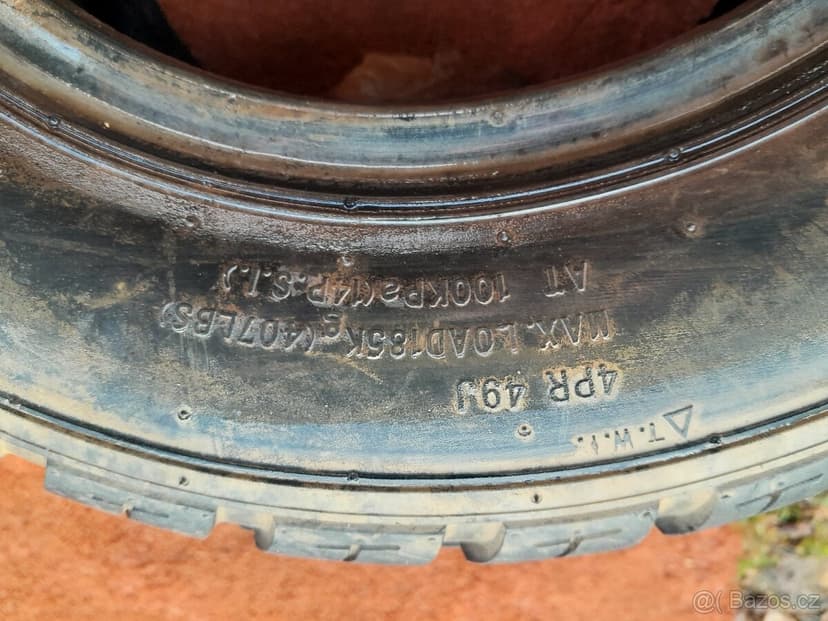 △ T.W.I.
4PR 49J
MAX. LOAD185Kg(407LBS)
AT 100KPa(14P.S.I.)
@( Bazos.cz